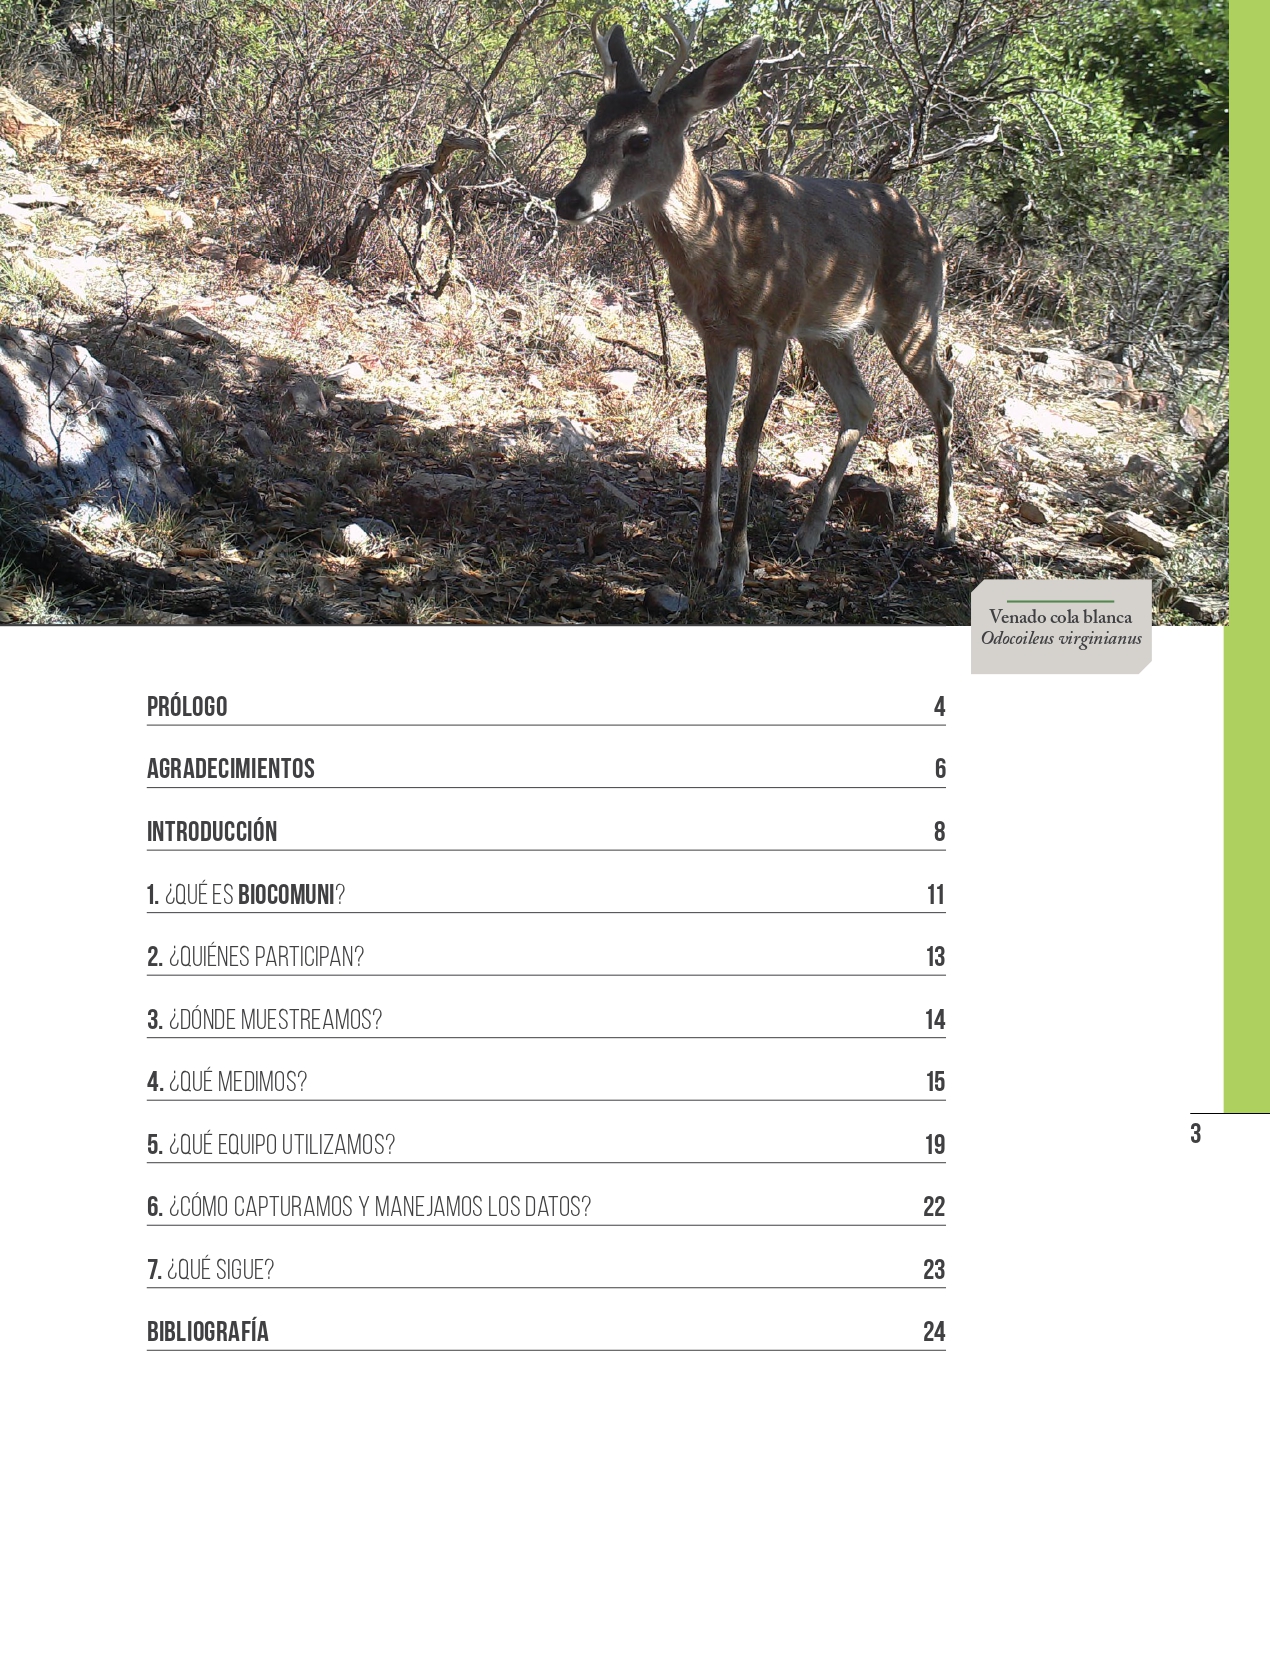 Venado cola blanca
Odocoileus virginianus
PRÓLOGO 4
AGRADECIMIENTOS 6
INTRODUCCIÓN 8
1. ¿QUÉ ES BIOCOMUNI? 11
2. ¿QUIÉNES PARTICIPAN? 13
3. ¿DÓNDE MUESTREAMOS? 14
4. ¿QUÉ MEDIMOS? 15
5. ¿QUÉ EQUIPO UTILIZAMOS? 19
3
6. ¿CÓMO CAPTURAMOS Y MANEJAMOS LOS DATOS? 22
7. ¿QUÉ SIGUE? 23
BIBLIOGRAFÍA 24